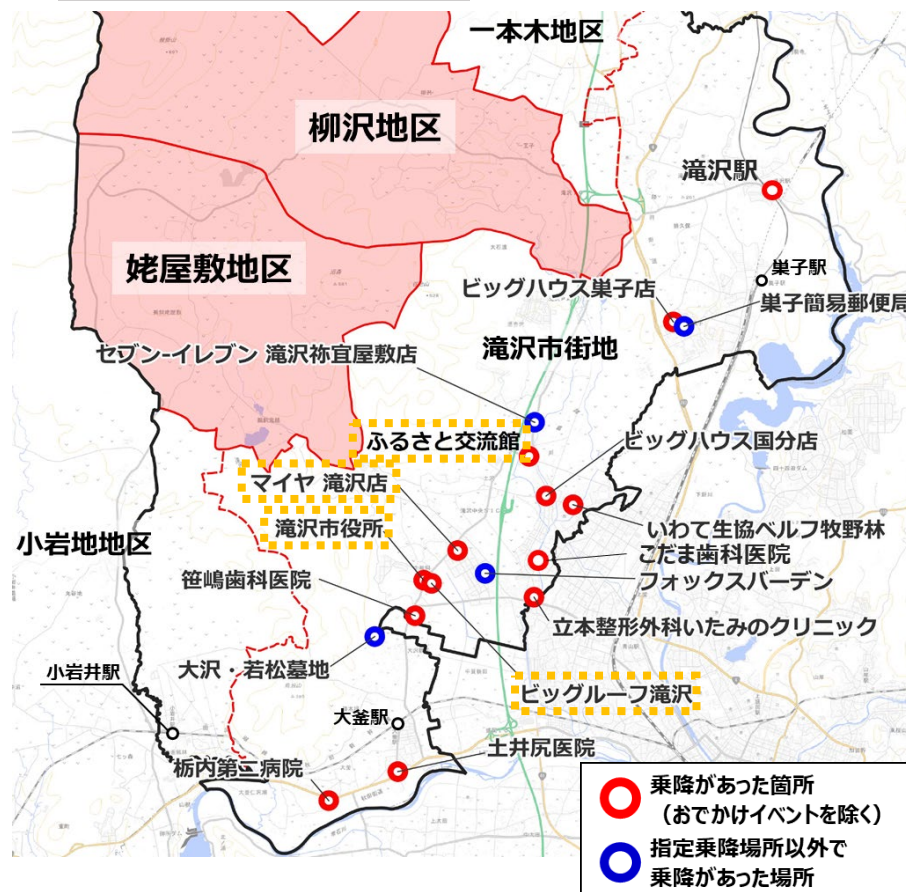 一本木地区
柳沢地区
滝沢駅
姥屋敷地区
巣子駅
ビッグハウス巣子店
巣子簡易郵便局
セブン-イレブン 滝沢祢宜屋敷店
滝沢市街地
ふるさと交流館
ビッグハウス国分店
マイヤ 滝沢店
滝沢市役所
いわて生協ベルフ牧野林
小岩地地区
こだま歯科医院
笹嶋歯科医院
フォックスバーデン
立本整形外科いたみのクリニック
大沢・若松墓地
小岩井駅
ビッグルーフ滝沢
大釜駅
土井尻医院
栃内第二病院
乗降があった箇所
(おでかけイベントを除く)
指定乗降場所以外で
乗降があった場所